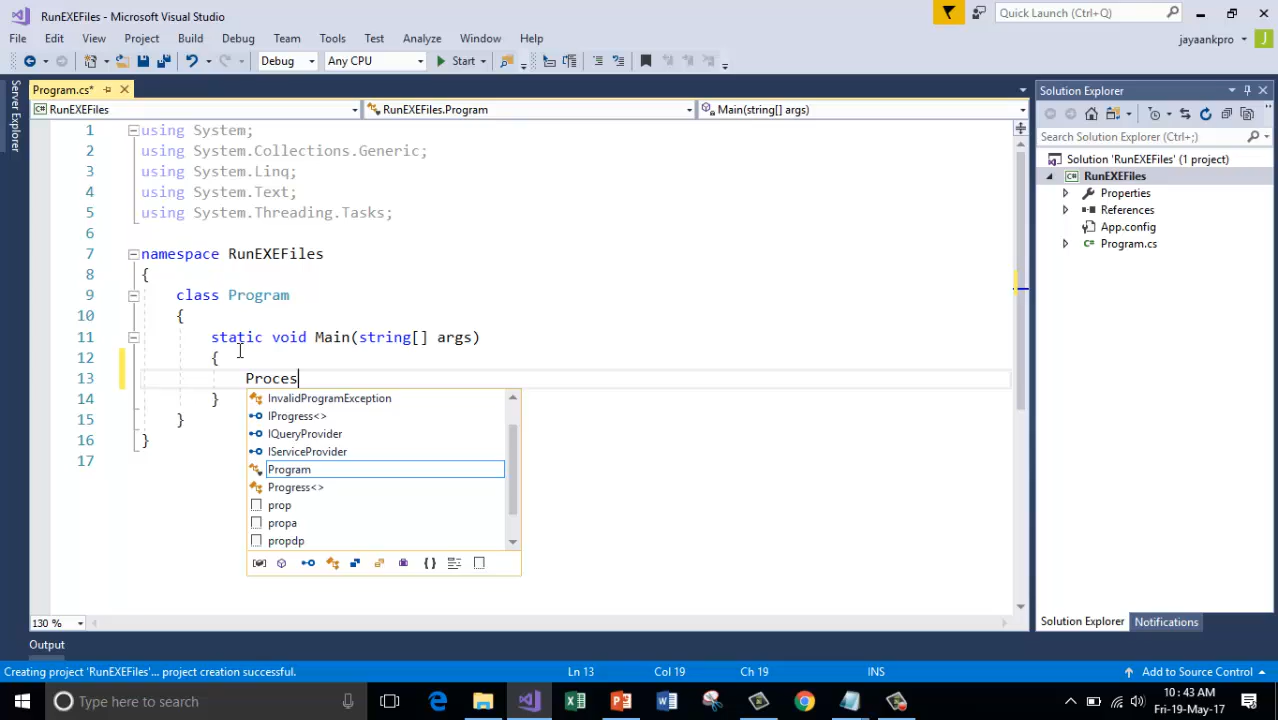 RunEXEFiles - Microsoft Visual Studio
Quick Launch (Ctrl+Q)
File Edit View Project Build Debug Team Tools Test Analyze Window Help
jayaankpro
J
Debug Any CPU Start
Server Explorer
Program.cs*
RunEXEFiles RunEXEFiles.Program Main(string[] args)
1 using System;
2 using System.Collections.Generic;
3 using System.Linq;
4 using System.Text;
5 using System.Threading.Tasks;
6
7 namespace RunEXEFiles
8 {
9 class Program
10 {
11 static void Main(string[] args)
12 {
13 Proces
14 }
15 }
16 }
17
InvalidProgramException
IProgress<>
IQueryProvider
IServiceProvider
Program
Progress<>
prop
propa
propdp
130 %
Solution Explorer
Search Solution Explorer (Ctrl+;)
Solution 'RunEXEFiles' (1 project)
RunEXEFiles
Properties
References
App.config
Program.cs
Solution Explorer Notifications
Output
Creating project 'RunEXEFiles'... project creation successful. Ln 13 Col 19 Ch 19 INS Add to Source Control
Type here to search
10:43 AM
Fri-19-May-17